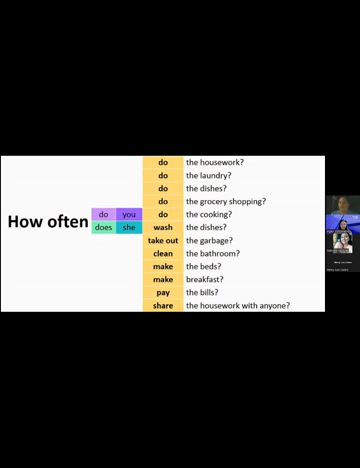 do the housework?
do the laundry?
do the dishes?
do the grocery shopping?
How often do you do the cooking?
does she wash the dishes?
take out the garbage?
clean the bathroom?
make the beds?
make breakfast?
pay the bills?
share the housework with anyone?